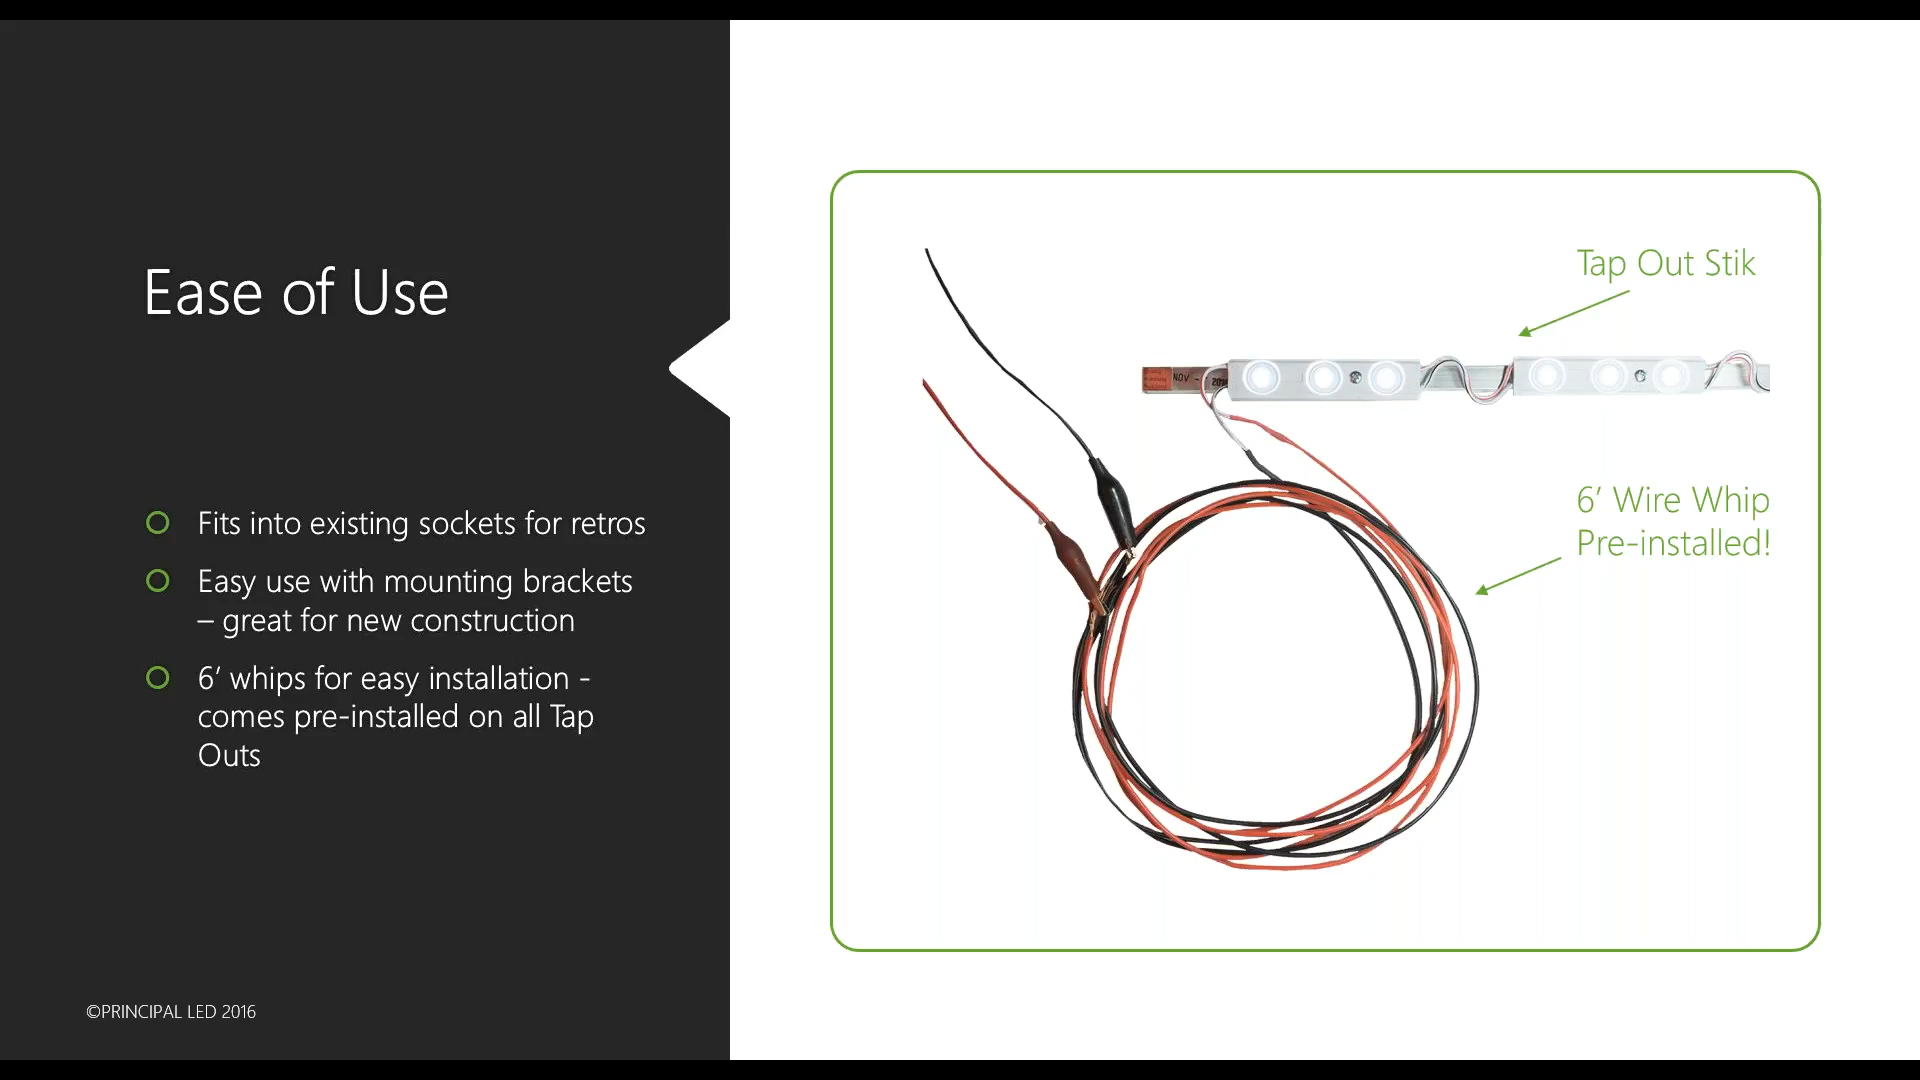 Ease of Use
Fits into existing sockets for retros
Easy use with mounting brackets
– great for new construction
6’ whips for easy installation -
comes pre-installed on all Tap
Outs
©PRINCIPAL LED 2016
Tap Out Stik
NOV -
6’ Wire Whip
Pre-installed!